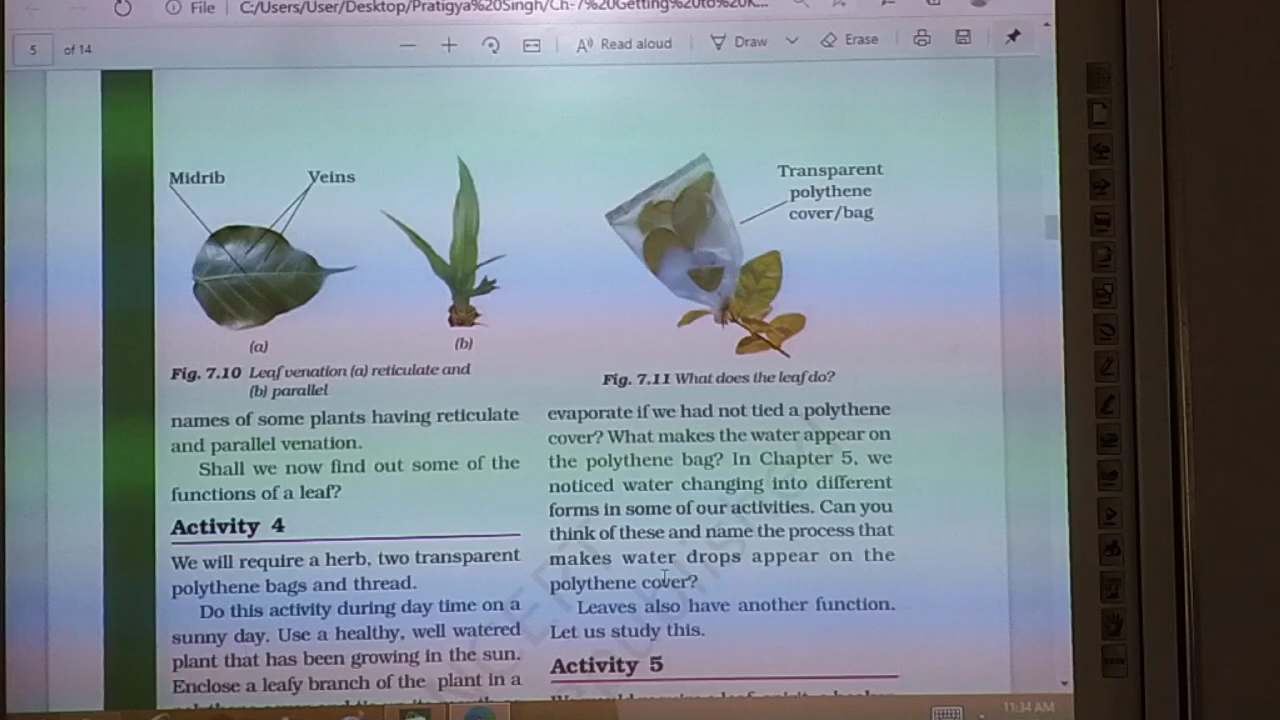 File
C:/Users/User/Desktop/Pratigya%20Singh/Ch-7%20Getting%20to%20K...
5 of 14
Read aloud
Draw
Erase
Midrib
Veins
(a)
(b)
Fig. 7.10 Leaf venation (a) reticulate and
(b) parallel
names of some plants having reticulate
and parallel venation.
Shall we now find out some of the
functions of a leaf?
Activity 4
We will require a herb, two transparent
polythene bags and thread.
Do this activity during day time on a
sunny day. Use a healthy, well watered
plant that has been growing in the sun.
Enclose a leafy branch of the plant in a
Transparent
polythene
cover/bag
Fig. 7.11 What does the leaf do?
evaporate if we had not tied a polythene
cover? What makes the water appear on
the polythene bag? In Chapter 5, we
noticed water changing into different
forms in some of our activities. Can you
think of these and name the process that
makes water drops appear on the
polythene cover?
Leaves also have another function.
Let us study this.
Activity 5
11:34 AM